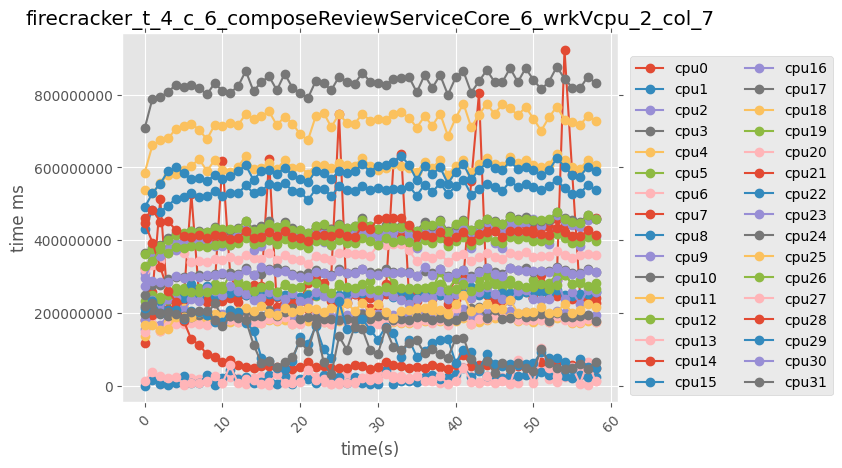 firecracker_t_4_c_6_composeReviewServiceCore_6_wrkVcpu_2_col_7
time ms
800000000
600000000
400000000
200000000
0
0
10
20
30
40
50
60
time(s)
cpu0
cpu1
cpu2
cpu3
cpu4
cpu5
cpu6
cpu7
cpu8
cpu9
cpu10
cpu11
cpu12
cpu13
cpu14
cpu15
cpu16
cpu17
cpu18
cpu19
cpu20
cpu21
cpu22
cpu23
cpu24
cpu25
cpu26
cpu27
cpu28
cpu29
cpu30
cpu31